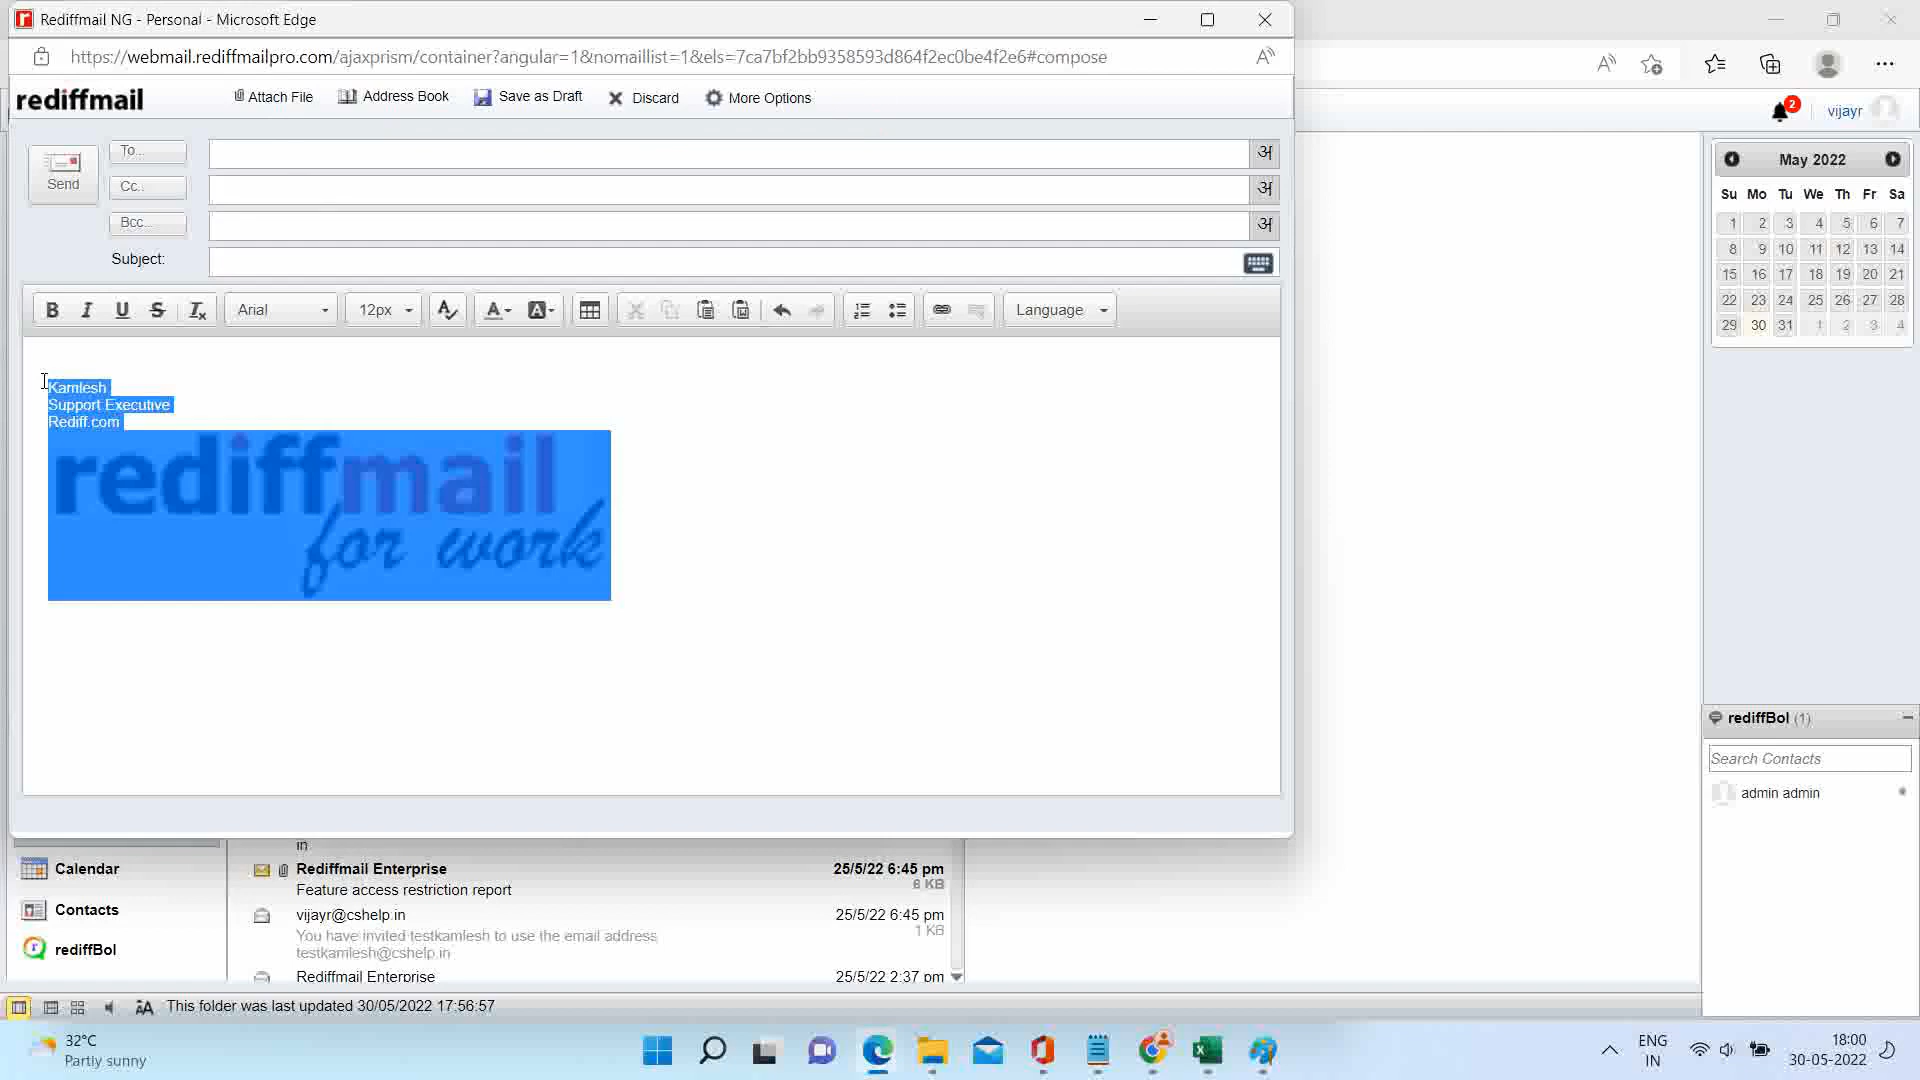 Rediffmail NG - Personal - Microsoft Edge
https://webmail.rediffmailpro.com/ajaxprism/container?angular=1&nomaillist=1&els=7ca7bf2bb9358593d864f2ec0be4f2e6#compose
rediffmail
Attach File
Address Book
Save as Draft
Discard
More Options
Send
To...
अ
Cc..
अ
Bcc...
अ
Subject:
B I U S Tx
Arial
12px
Language
Kamlesh
Support Executive
Rediff.com
rediffmail
for work
2
vijayr
May 2022
Su Mo Tu We Th Fr Sa
1 2 3 4 5 6 7
8 9 10 11 12 13 14
15 16 17 18 19 20 21
22 23 24 25 26 27 28
29 30 31 1 2 3 4
rediffBol (1)
Search Contacts
admin admin
Calendar
Contacts
rediffBol
in
Rediffmail Enterprise 25/5/22 6:45 pm
Feature access restriction report 6 KB
vijayr@cshelp.in 25/5/22 6:45 pm
You have invited testkamlesh to use the email address 1 KB
testkamlesh@cshelp.in
Rediffmail Enterprise 25/5/22 2:37 pm
This folder was last updated 30/05/2022 17:56:57
32°C
Partly sunny
ENG
IN
18:00
30-05-2022